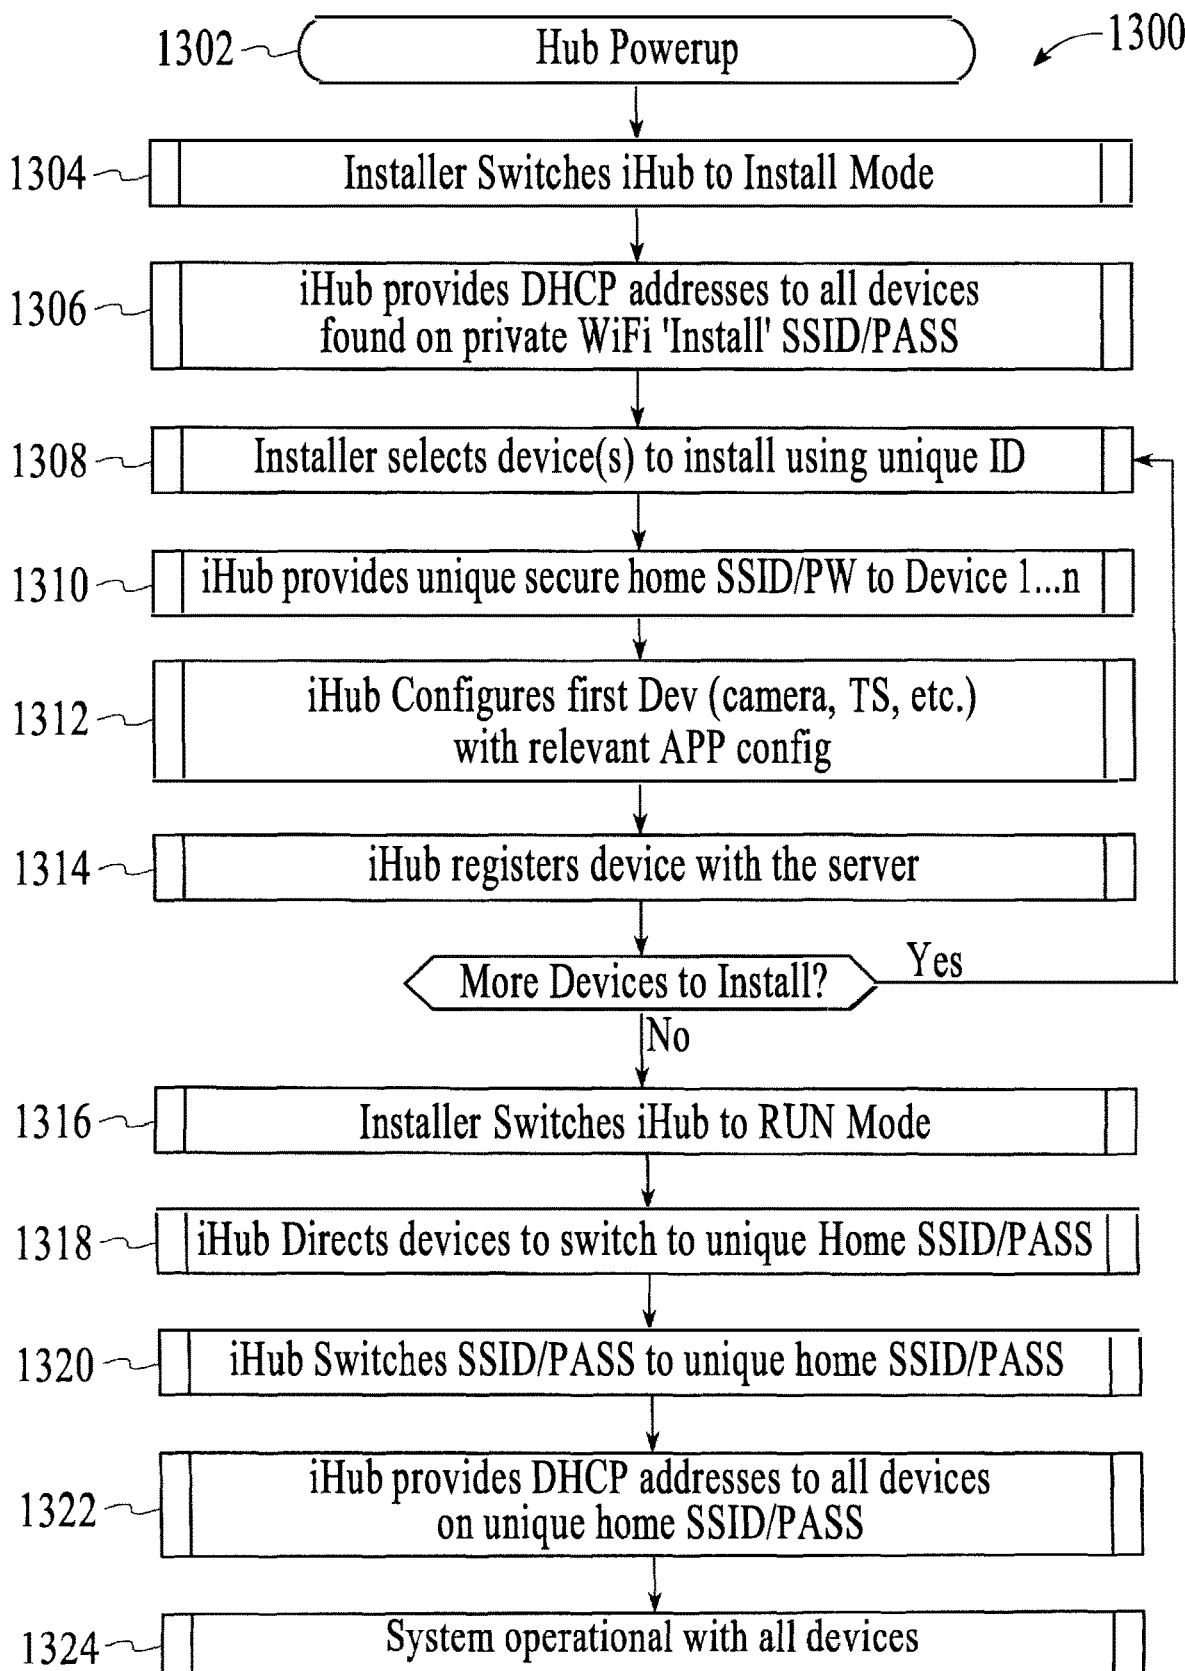 1302
Hub Powerup
1300
1304
Installer Switches iHub to Install Mode
1306
iHub provides DHCP addresses to all devices
found on private WiFi 'Install' SSID/PASS
1308
Installer selects device(s) to install using unique ID
1310
iHub provides unique secure home SSID/PW to Device 1...n
1312
iHub Configures first Dev (camera, TS, etc.)
with relevant APP config
1314
iHub registers device with the server
More Devices to Install?
Yes
No
1316
Installer Switches iHub to RUN Mode
1318
iHub Directs devices to switch to unique Home SSID/PASS
1320
iHub Switches SSID/PASS to unique home SSID/PASS
1322
iHub provides DHCP addresses to all devices
on unique home SSID/PASS
1324
System operational with all devices